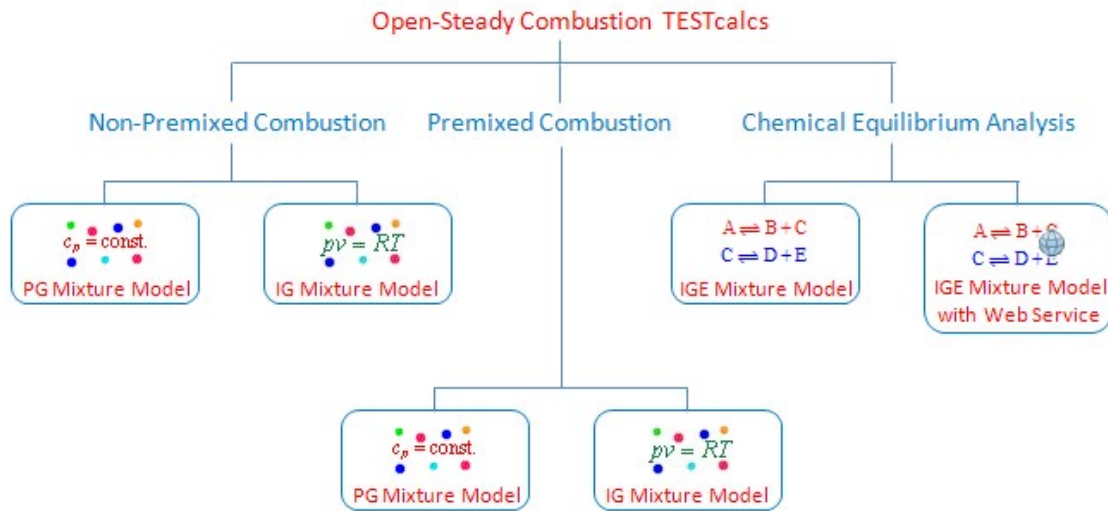 Open-Steady Combustion TESTcalcs
Non-Premixed Combustion
Premixed Combustion
Chemical Equilibrium Analysis
c_p = const.
PG Mixture Model
pv = RT
IG Mixture Model
A ⇌ B+C
C ⇌ D+E
IGE Mixture Model
A ⇌ B+C
C ⇌ D+E
IGE Mixture Model
with Web Service
c_p = const.
PG Mixture Model
pv = RT
IG Mixture Model